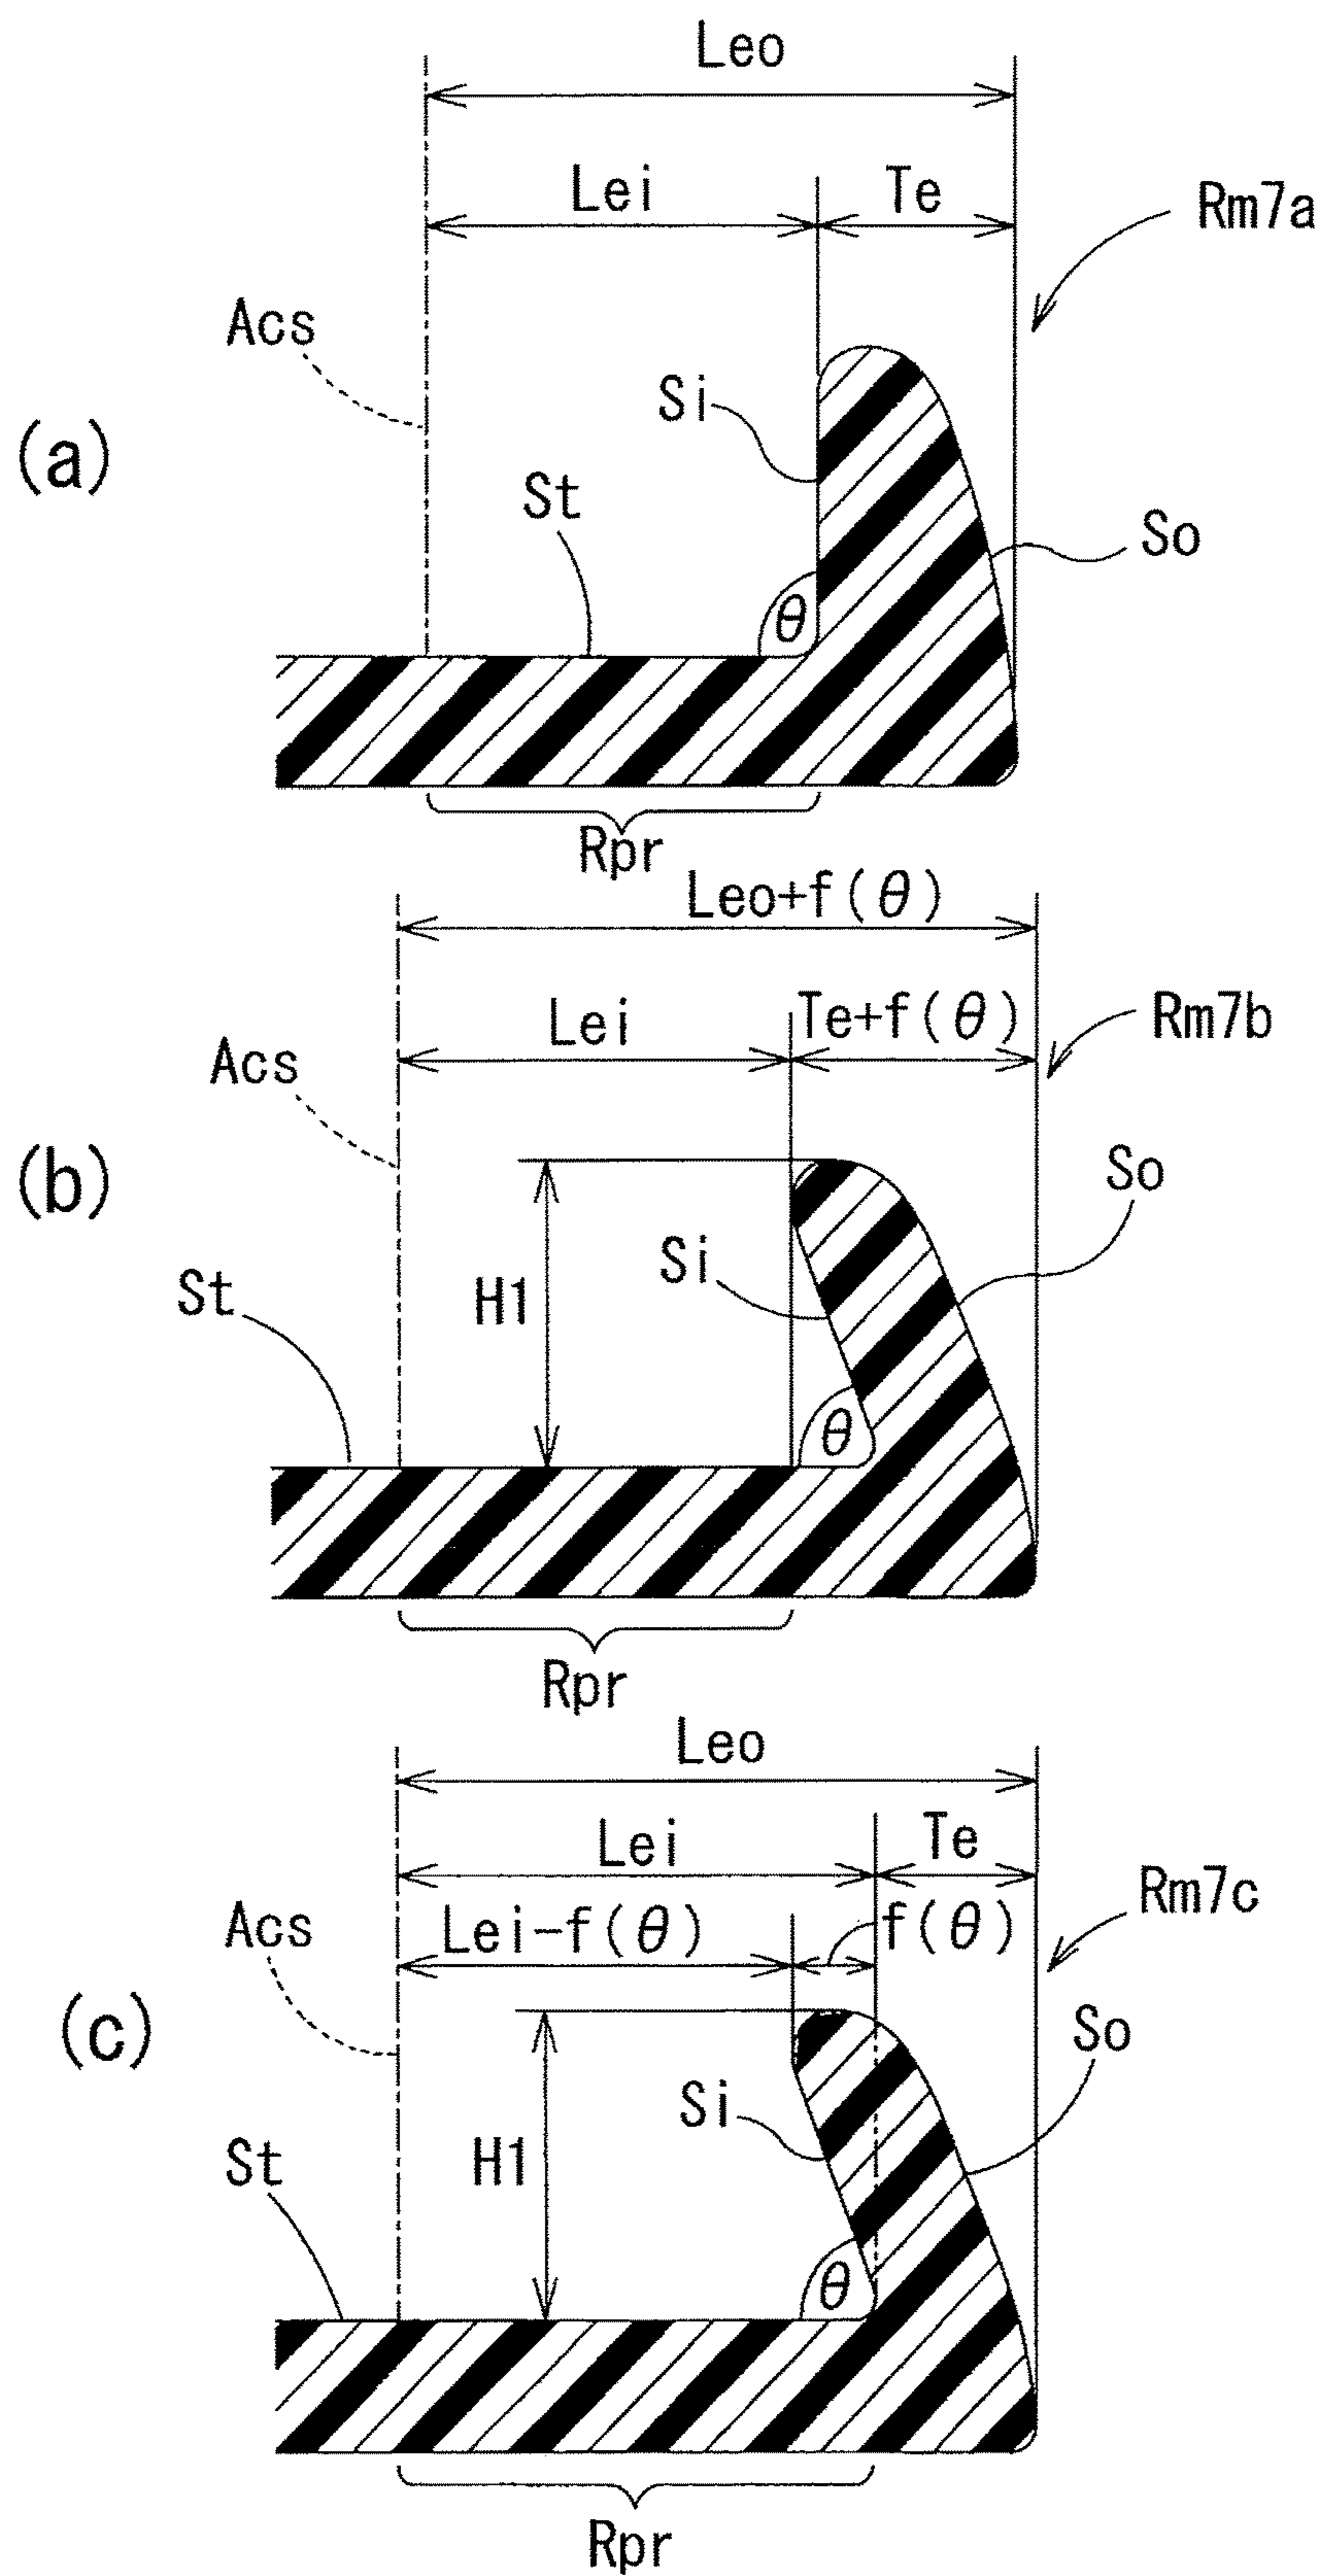 Leo
Lei
Te
Rm7a
Acs
Si
(a)
St
So
θ
Rpr
Leo+f(θ)
Lei
Te+f(θ)
Rm7b
Acs
(b)
So
Si
St
H1
θ
Rpr
Leo
Lei
Te
Rm7c
Acs
Lei-f(θ)
f(θ)
(c)
So
Si
St
H1
θ
Rpr